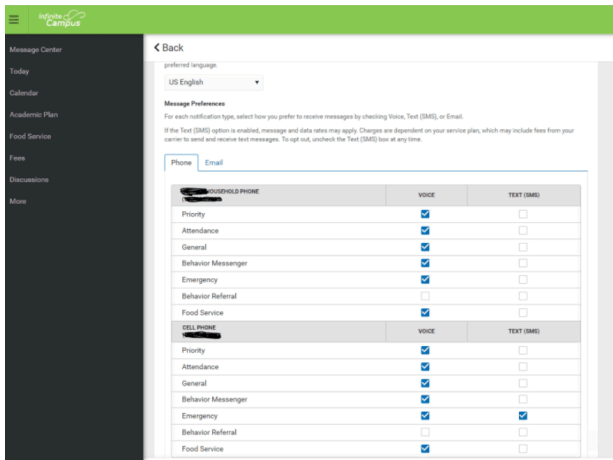 Infinite
Campus
Message Center
Today
Calendar
Academic Plan
Food Service
Fees
Discussions
More
Back
preferred language.
US English
Message Preferences
For each notification type, select how you prefer to receive messages by checking Voice, Text (SMS), or Email.
If the Text (SMS) option is enabled, message and data rates may apply. Charges are dependent on your service plan, which may include fees from your
carrier to send and receive text messages. To opt out, uncheck the Text (SMS) box at any time.
Phone Email
HOUSEHOLD PHONE VOICE TEXT (SMS)
Priority
Attendance
General
Behavior Messenger
Emergency
Behavior Referral
Food Service
CELL PHONE VOICE TEXT (SMS)
Priority
Attendance
General
Behavior Messenger
Emergency
Behavior Referral
Food Service